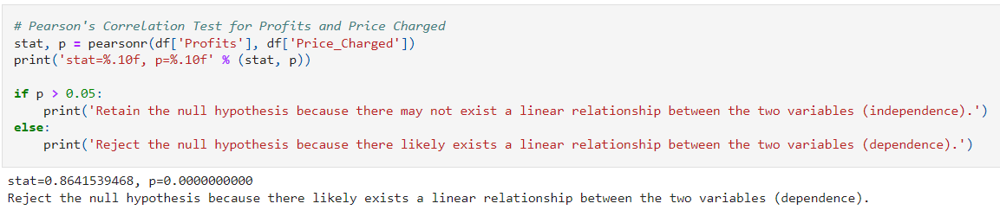 # Pearson's Correlation Test for Profits and Price Charged
stat, p = pearsonr(df['Profits'], df['Price_Charged'])
print('stat=%.10f, p=%.10f' % (stat, p))
if p > 0.05:
    print('Retain the null hypothesis because there may not exist a linear relationship between the two variables (independence).')
else:
    print('Reject the null hypothesis because there likely exists a linear relationship between the two variables (dependence).')
stat=0.8641539468, p=0.0000000000
Reject the null hypothesis because there likely exists a linear relationship between the two variables (dependence).